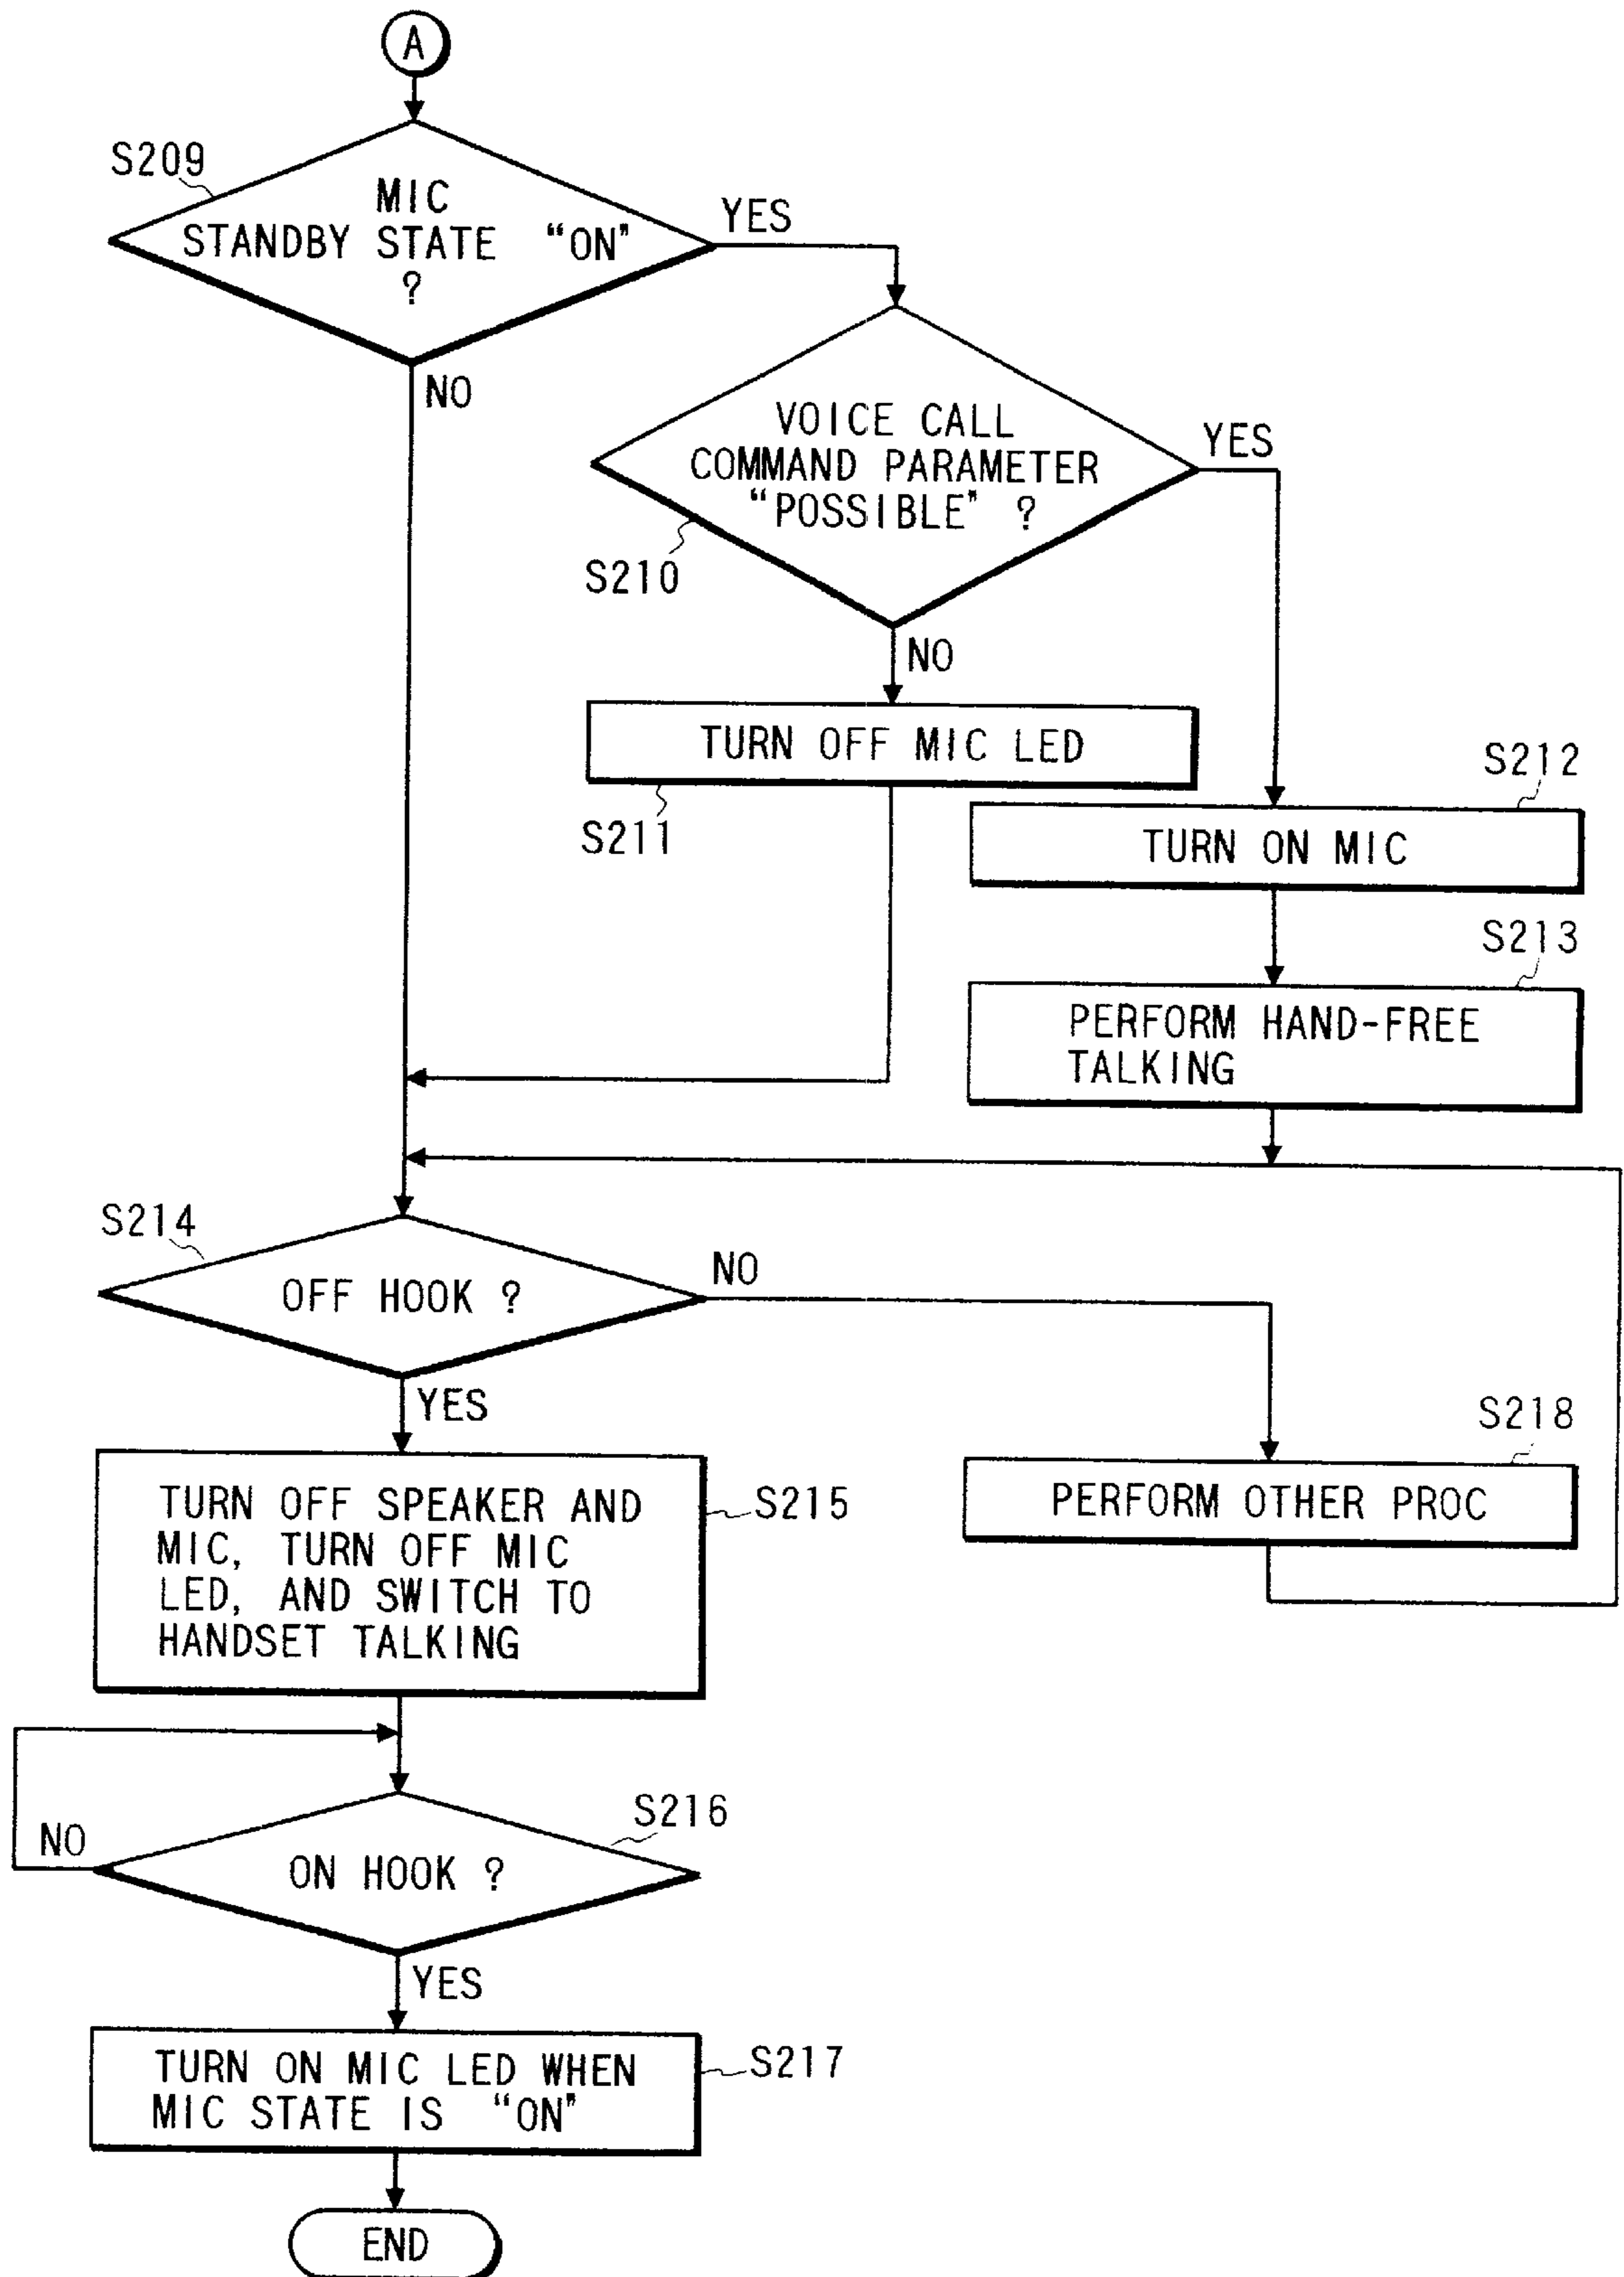 A
S209
MIC
STANDBY STATE "ON"
?
YES
NO
VOICE CALL
COMMAND PARAMETER
"POSSIBLE" ?
YES
S210
NO
TURN OFF MIC LED
S211
S212
TURN ON MIC
S213
PERFORM HAND-FREE
TALKING
S214
OFF HOOK ?
NO
YES
S218
PERFORM OTHER PROC
TURN OFF SPEAKER AND
MIC, TURN OFF MIC
LED, AND SWITCH TO
HANDSET TALKING
S215
S216
NO
ON HOOK ?
YES
TURN ON MIC LED WHEN
MIC STATE IS "ON"
S217
END